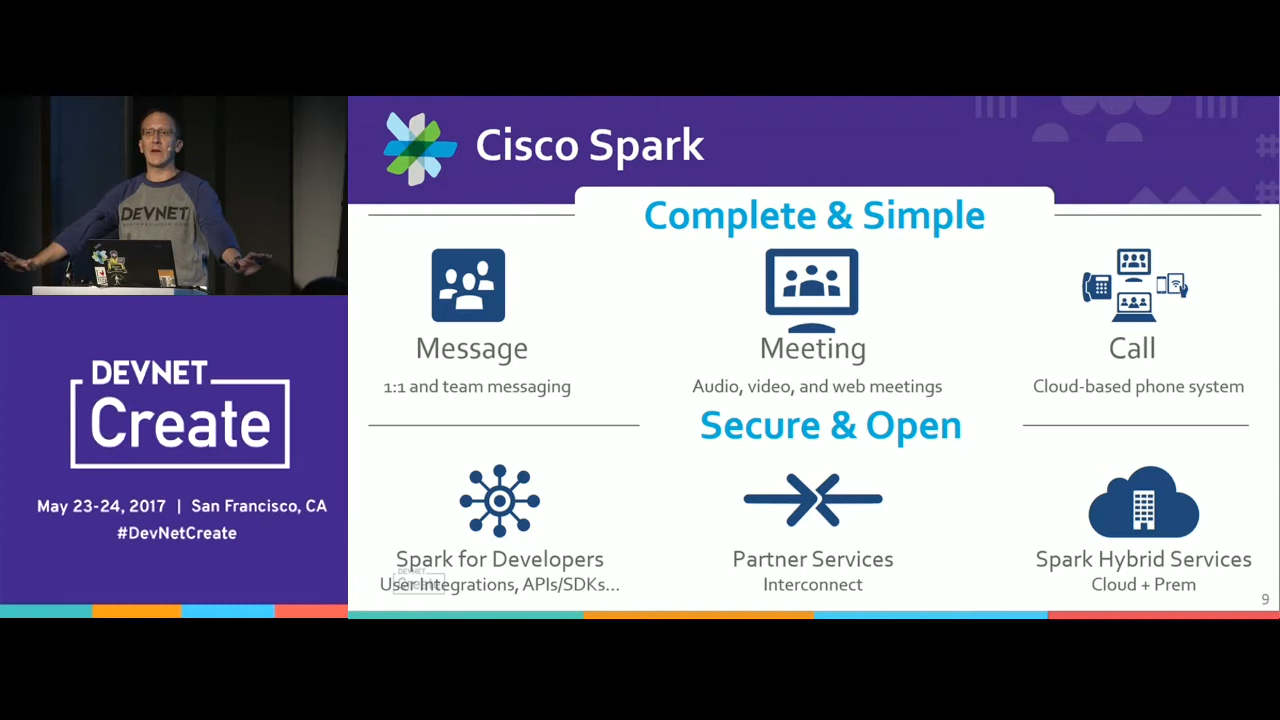 DEVNET
DEVNET
Create
May 23-24, 2017 | San Francisco, CA
#DevNetCreate
Cisco Spark
Complete & Simple
Message
Meeting
Call
1:1 and team messaging
Audio, video, and web meetings
Cloud-based phone system
Secure & Open
Spark for Developers
Partner Services
Spark Hybrid Services
DEVNET
Create
User Integrations, APIs/SDKs...
Interconnect
Cloud + Prem
9